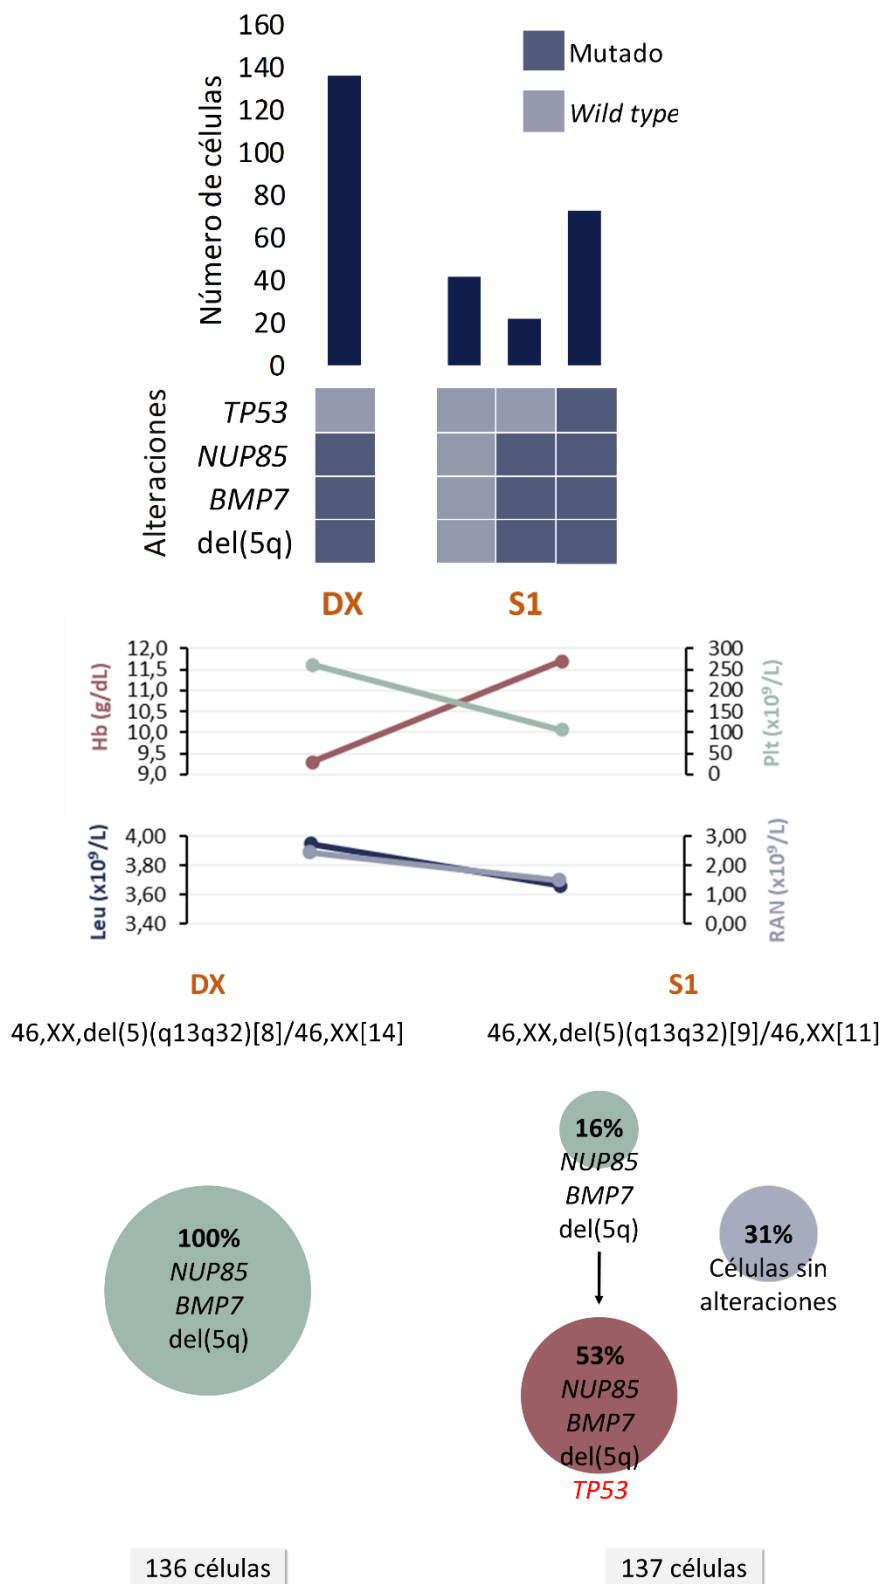 160
140
120
100
80
60
40
20
0
Número de células
Mutado
Wild type
Alteraciones
TP53
NUP85
BMP7
del(5q)
DX
S1
Hb (g/dL)
12,0
11,5
11,0
10,5
10,0
9,5
9,0
300
250
200
150
100
50
0
Plt (x10⁹/L)
Leu (x10⁹/L)
4,00
3,80
3,60
3,40
3,00
2,00
1,00
0,00
RAN (x10⁹/L)
DX
S1
46,XX,del(5)(q13q32)[8]/46,XX[14]
46,XX,del(5)(q13q32)[9]/46,XX[11]
100%
NUP85
BMP7
del(5q)
16%
NUP85
BMP7
del(5q)
31%
Células sin
alteraciones
53%
NUP85
BMP7
del(5q)
TP53
136 células
137 células